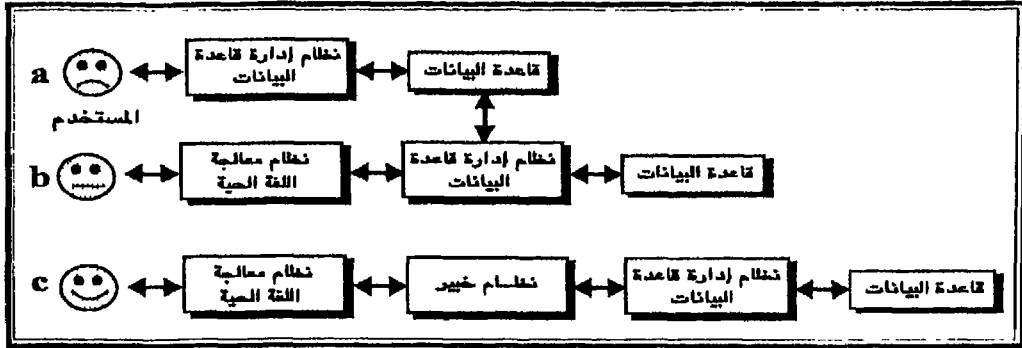 a
نظام إدارة قاعدة
البيانات
قاعدة البيانات
المستخدم
b
نظام معالجة
اللغة الحية
نظام إدارة قاعدة
البيانات
قاعدة البيانات
c
نظام معالجة
اللغة الحية
نظام خبير
نظام إدارة قاعدة
البيانات
قاعدة البيانات